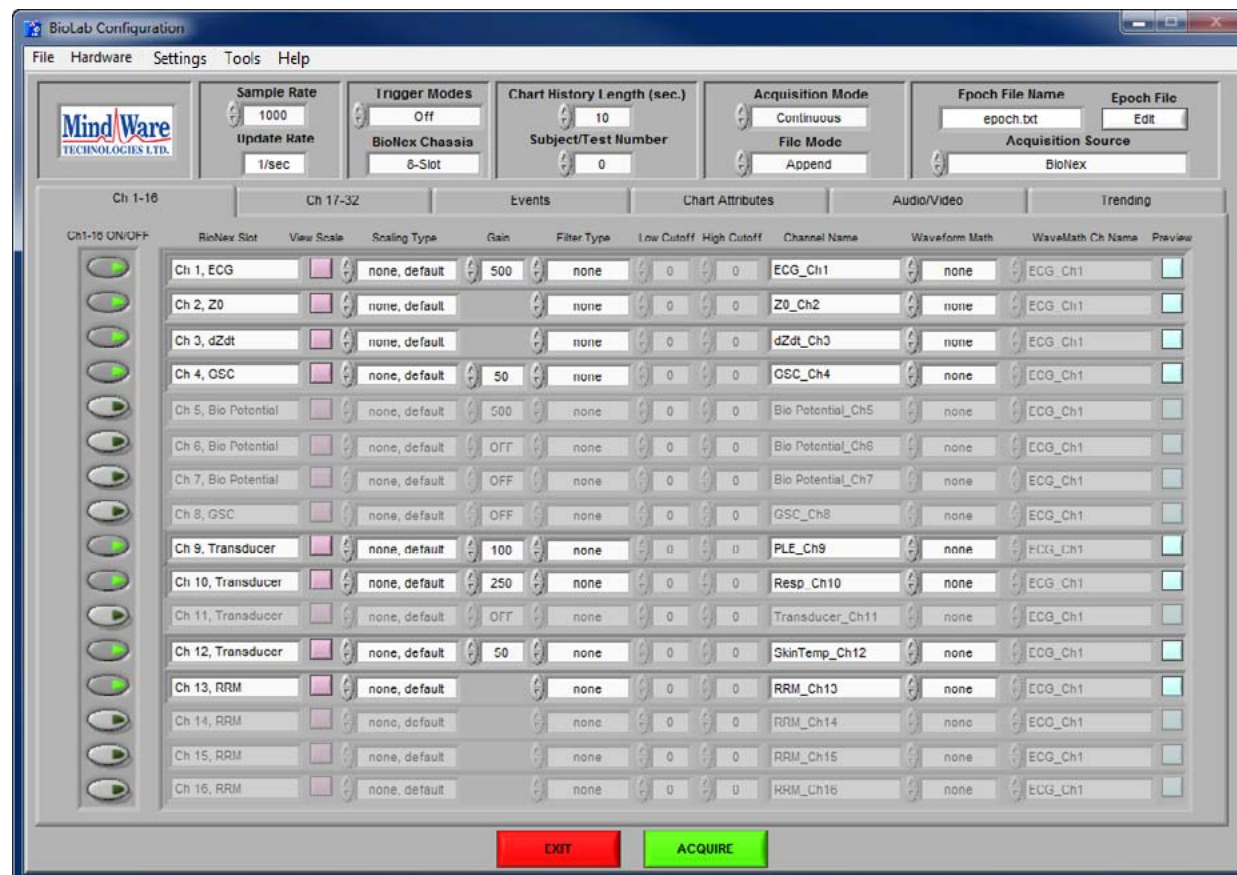 BioLab Configuration
File Hardware Settings Tools Help
MindWare
TECHNOLOGIES LTD.
Sample Rate
1000
Update Rate
1/sec
Trigger Modes
Off
BioNex Chassis
8-Slot
Chart History Length (sec.)
10
Subject/Test Number
0
Acquisition Mode
Continuous
File Mode
Append
Epoch File Name
epoch.txt
Epoch File
Edit
Acquisition Source
BioNex
Ch 1-16 Ch 17-32 Events Chart Attributes Audio/Video Trending
Ch1-16 ON/OFF BioNex Slot View Scale Scaling Type Gain Filter Type Low Cutoff High Cutoff Channel Name Waveform Math WaveMath Ch Name Preview
Ch 1, ECG none, default 500 none 0 0 ECG_Ch1 none ECG_Ch1
Ch 2, Z0 none, default none 0 0 Z0_Ch2 none ECG_Ch1
Ch 3, dZdt none, default none 0 0 dZdt_Ch3 none ECG_Ch1
Ch 4, GSC none, default 50 none 0 0 GSC_Ch4 none ECG_Ch1
Ch 5, Bio Potential none, default 500 none 0 0 Bio Potential_Ch5 none ECG_Ch1
Ch 6, Bio Potential none, default OFF none 0 0 Bio Potential_Ch6 none ECG_Ch1
Ch 7, Bio Potential none, default OFF none 0 0 Bio Potential_Ch7 none ECG_Ch1
Ch 8, GSC none, default OFF none 0 0 GSC_Ch8 none ECG_Ch1
Ch 9, Transducer none, default 100 none 0 0 PLE_Ch9 none ECG_Ch1
Ch 10, Transducer none, default 250 none 0 0 Resp_Ch10 none ECG_Ch1
Ch 11, Transducer none, default OFF none 0 0 Transducer_Ch11 none ECG_Ch1
Ch 12, Transducer none, default 50 none 0 0 SkinTemp_Ch12 none ECG_Ch1
Ch 13, RRM none, default none 0 0 RRM_Ch13 none ECG_Ch1
Ch 14, RRM none, default none 0 0 RRM_Ch14 none ECG_Ch1
Ch 15, RRM none, default none 0 0 RRM_Ch15 none ECG_Ch1
Ch 16, RRM none, default none 0 0 RRM_Ch16 none ECG_Ch1
EXIT ACQUIRE